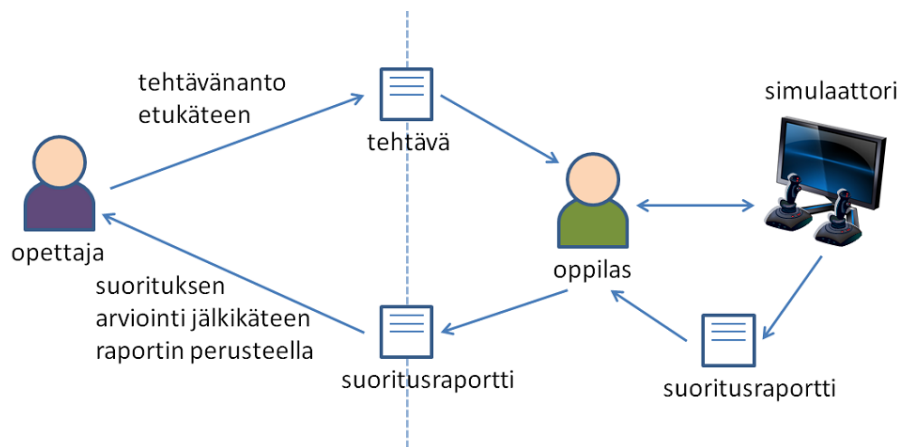 tehtävänanto
etukäteen
tehtävä
simulaattori
opettaja
oppilas
suorituksen
arviointi jälkikäteen
raportin perusteella
suoritusraportti
suoritusraportti